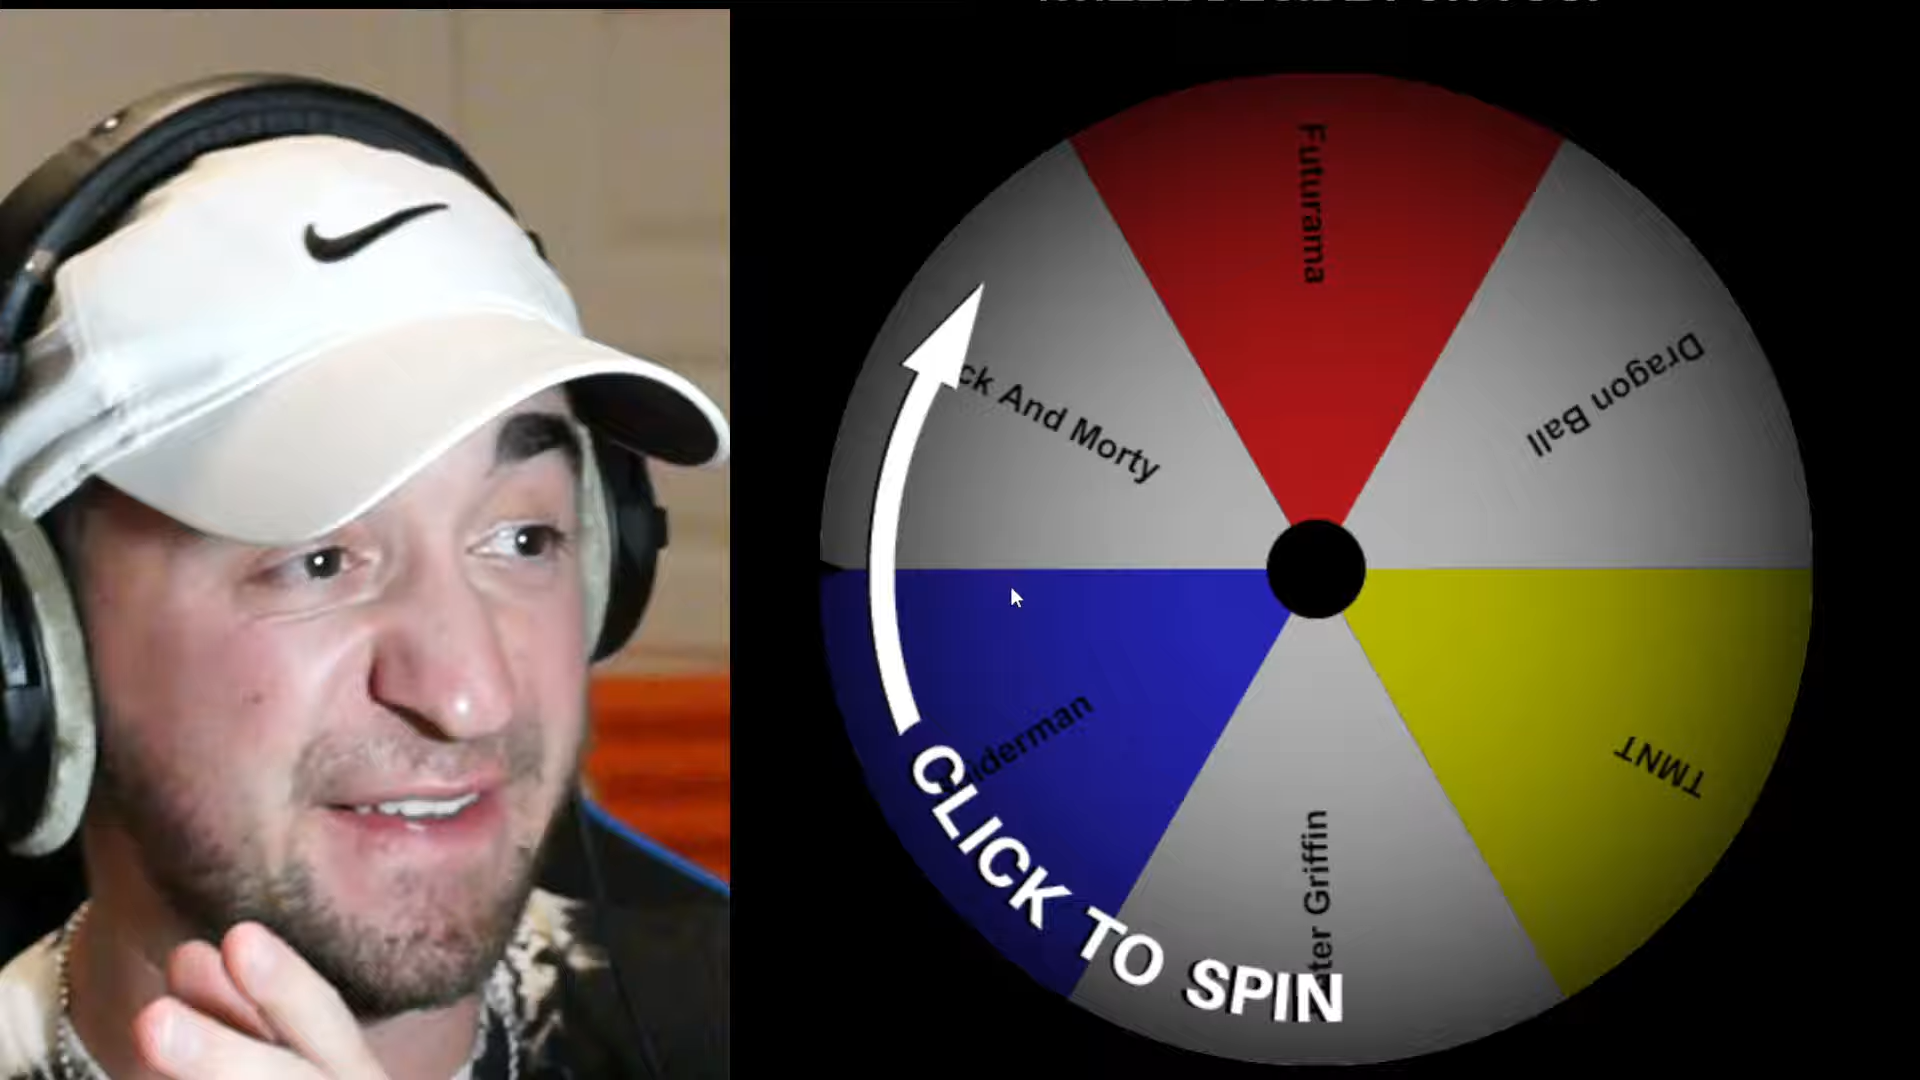 Futurama
Dragon Ball
ck And Morty
iderman
TMNT
ter Griffin
CLICK TO SPIN